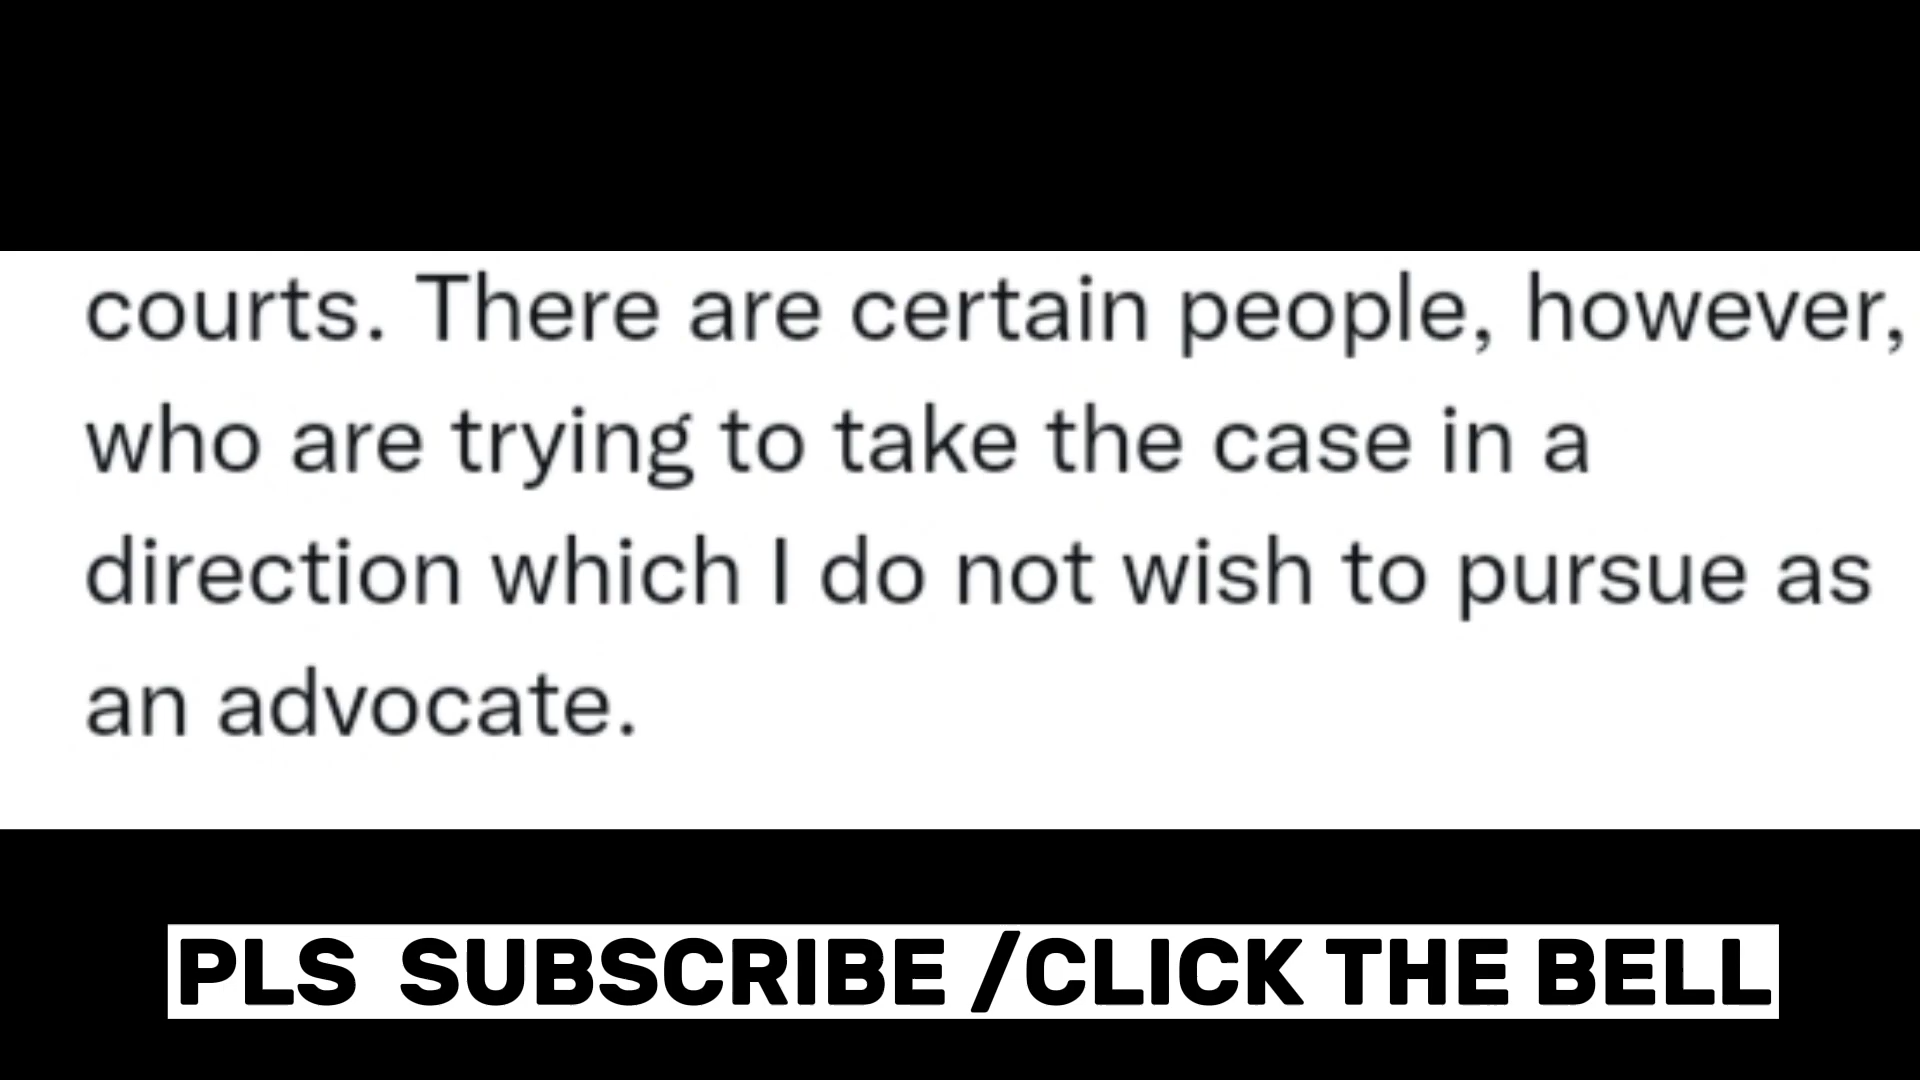 courts. There are certain people, however,
who are trying to take the case in a
direction which I do not wish to pursue as
an advocate.
PLS SUBSCRIBE /CLICK THE BELL